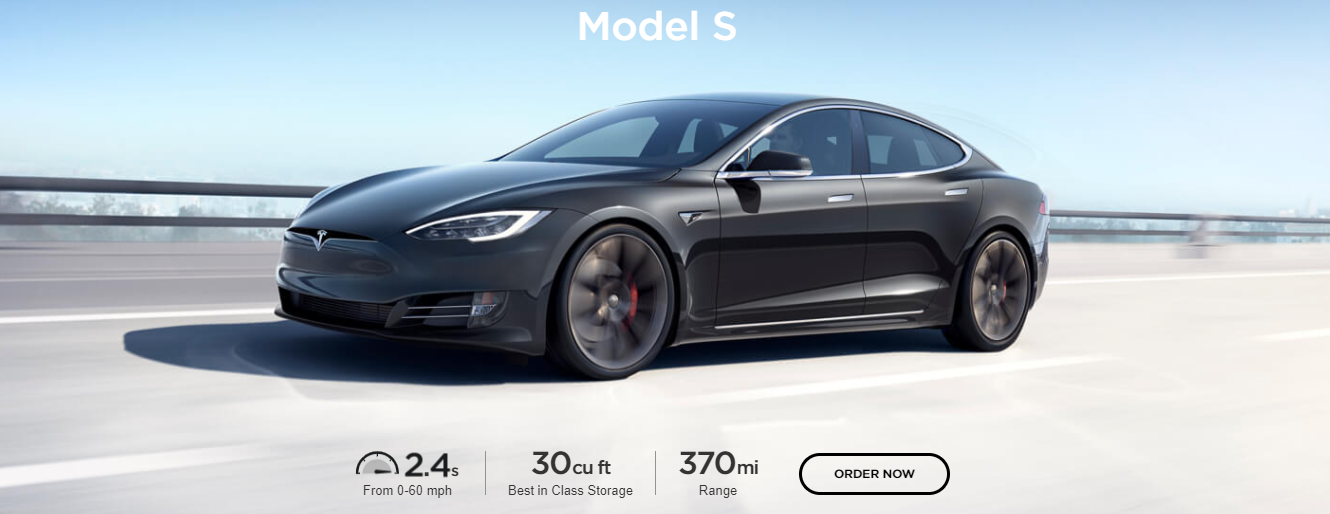 Model S
2.4s
From 0-60 mph
30cu ft
Best in Class Storage
370mi
Range
ORDER NOW